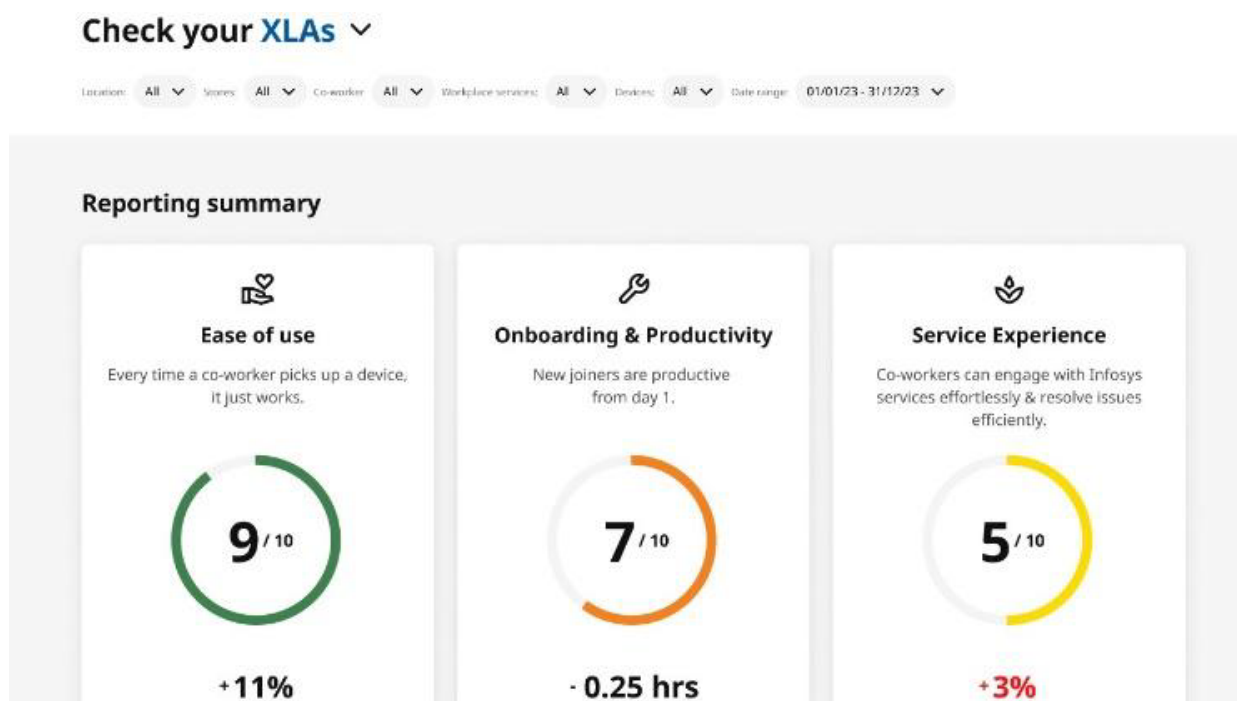 Check your XLAs
Location: All Stores: All Co-worker: All Workplace services: All Devices: All Date range: 01/01/23 - 31/12/23
Reporting summary
Ease of use
Every time a co-worker picks up a device,
it just works.
9 / 10
+11%
Onboarding & Productivity
New joiners are productive
from day 1.
7 / 10
- 0.25 hrs
Service Experience
Co-workers can engage with Infosys
services effortlessly & resolve issues
efficiently.
5 / 10
+3%